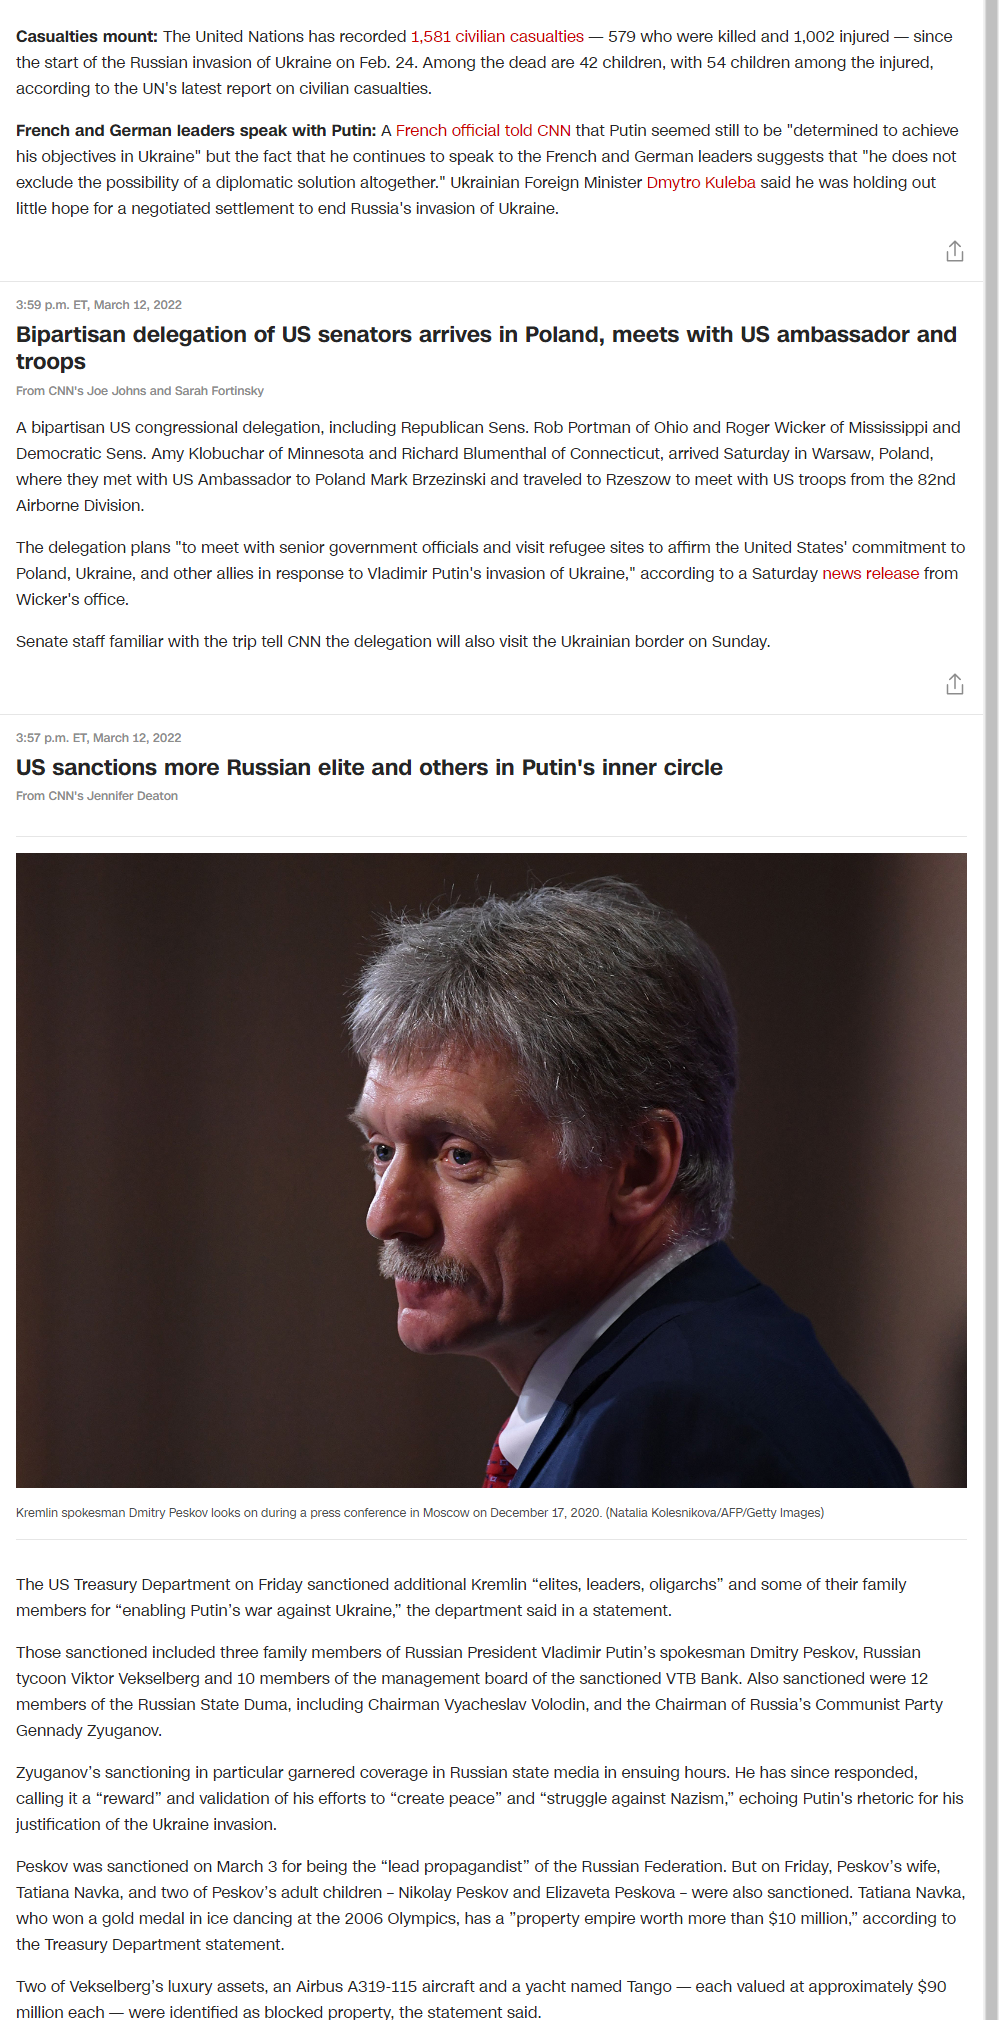 Casualties mount: The United Nations has recorded 1,581 civilian casualties — 579 who were killed and 1,002 injured — since
the start of the Russian invasion of Ukraine on Feb. 24. Among the dead are 42 children, with 54 children among the injured,
according to the UN's latest report on civilian casualties.
French and German leaders speak with Putin: A French official told CNN that Putin seemed still to be "determined to achieve
his objectives in Ukraine" but the fact that he continues to speak to the French and German leaders suggests that "he does not
exclude the possibility of a diplomatic solution altogether." Ukrainian Foreign Minister Dmytro Kuleba said he was holding out
little hope for a negotiated settlement to end Russia's invasion of Ukraine.
3:59 p.m. ET, March 12, 2022
Bipartisan delegation of US senators arrives in Poland, meets with US ambassador and
troops
From CNN's Joe Johns and Sarah Fortinsky
A bipartisan US congressional delegation, including Republican Sens. Rob Portman of Ohio and Roger Wicker of Mississippi and
Democratic Sens. Amy Klobuchar of Minnesota and Richard Blumenthal of Connecticut, arrived Saturday in Warsaw, Poland,
where they met with US Ambassador to Poland Mark Brzezinski and traveled to Rzeszow to meet with US troops from the 82nd
Airborne Division.
The delegation plans "to meet with senior government officials and visit refugee sites to affirm the United States' commitment to
Poland, Ukraine, and other allies in response to Vladimir Putin's invasion of Ukraine," according to a Saturday news release from
Wicker's office.
Senate staff familiar with the trip tell CNN the delegation will also visit the Ukrainian border on Sunday.
3:57 p.m. ET, March 12, 2022
US sanctions more Russian elite and others in Putin's inner circle
From CNN's Jennifer Deaton
Kremlin spokesman Dmitry Peskov looks on during a press conference in Moscow on December 17, 2020. (Natalia Kolesnikova/AFP/Getty Images)
The US Treasury Department on Friday sanctioned additional Kremlin “elites, leaders, oligarchs” and some of their family
members for “enabling Putin’s war against Ukraine,” the department said in a statement.
Those sanctioned included three family members of Russian President Vladimir Putin’s spokesman Dmitry Peskov, Russian
tycoon Viktor Vekselberg and 10 members of the management board of the sanctioned VTB Bank. Also sanctioned were 12
members of the Russian State Duma, including Chairman Vyacheslav Volodin, and the Chairman of Russia’s Communist Party
Gennady Zyuganov.
Zyuganov’s sanctioning in particular garnered coverage in Russian state media in ensuing hours. He has since responded,
calling it a “reward” and validation of his efforts to “create peace” and “struggle against Nazism,” echoing Putin's rhetoric for his
justification of the Ukraine invasion.
Peskov was sanctioned on March 3 for being the “lead propagandist” of the Russian Federation. But on Friday, Peskov’s wife,
Tatiana Navka, and two of Peskov’s adult children – Nikolay Peskov and Elizaveta Peskova – were also sanctioned. Tatiana Navka,
who won a gold medal in ice dancing at the 2006 Olympics, has a ”property empire worth more than $10 million,” according to
the Treasury Department statement.
Two of Vekselberg’s luxury assets, an Airbus A319-115 aircraft and a yacht named Tango — each valued at approximately $90
million each — were identified as blocked property, the statement said.